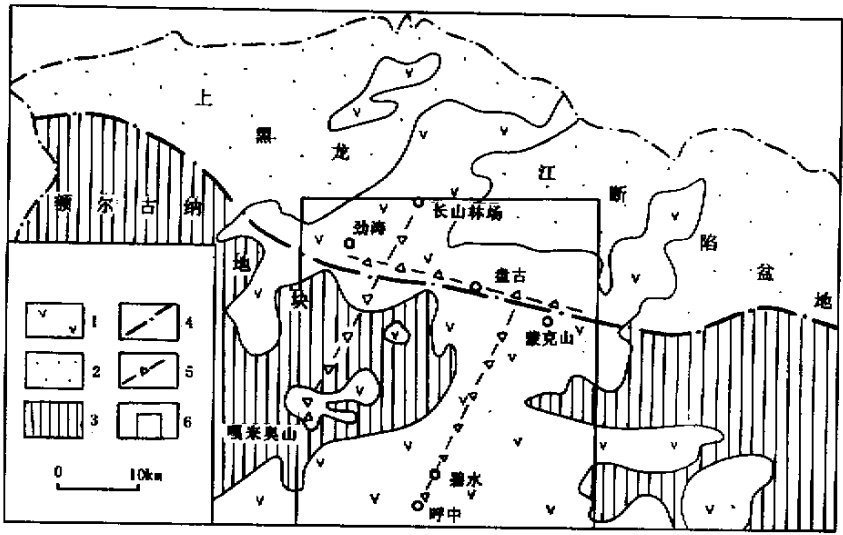 上黑龙江断陷盆地
额尔古纳地块
长山林场
劲涛
盘古
蒙克山
嘎来奥山
碧水
呼中
1
2
3
4
5
6
0 10km